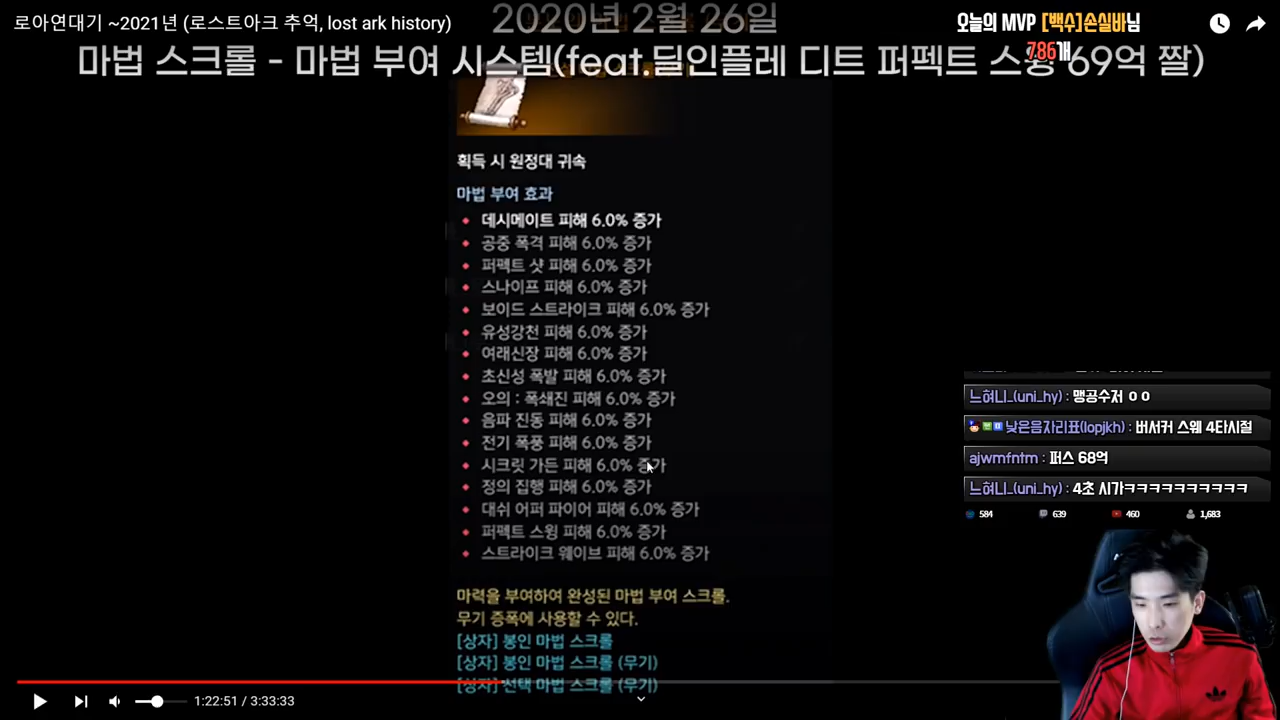 로아연대기 ~2021년 (로스트아크 추억, lost ark history)
2020년 2월 26일
오늘의 MVP [백수]손실바님
786개
마법 스크롤 - 마법 부여 시스템(feat.딜인플레 디트 퍼펙트 스윙 69억 짤)
획득 시 원정대 귀속
마법 부여 효과
데시메이트 피해 6.0% 증가
공중 폭격 피해 6.0% 증가
퍼펙트 샷 피해 6.0% 증가
스나이프 피해 6.0% 증가
보이드 스트라이크 피해 6.0% 증가
유성강천 피해 6.0% 증가
여래신장 피해 6.0% 증가
초신성 폭발 피해 6.0% 증가
오의 : 폭쇄진 피해 6.0% 증가
음파 진동 피해 6.0% 증가
전기 폭풍 피해 6.0% 증가
시크릿 가든 피해 6.0% 증가
정의 집행 피해 6.0% 증가
대쉬 어퍼 파이어 피해 6.0% 증가
퍼펙트 스윙 피해 6.0% 증가
스트라이크 웨이브 피해 6.0% 증가
마력을 부여하여 완성된 마법 부여 스크롤.
무기 증폭에 사용할 수 있다.
[상자] 봉인 마법 스크롤
[상자] 봉인 마법 스크롤 (무기)
[상자] 선택 마법 스크롤 (무기)
느혀니_(uni_hy) : 맹공수저 ㅇㅇ
낮은음자리표(lopjkh) : 버서커 스웨 4타시절
ajwmfntm : 퍼스 68억
느혀니_(uni_hy) : 4초 시가ㅋㅋㅋㅋㅋㅋㅋㅋㅋㅋ
584 639 460 1,683
1:22:51 / 3:33:33